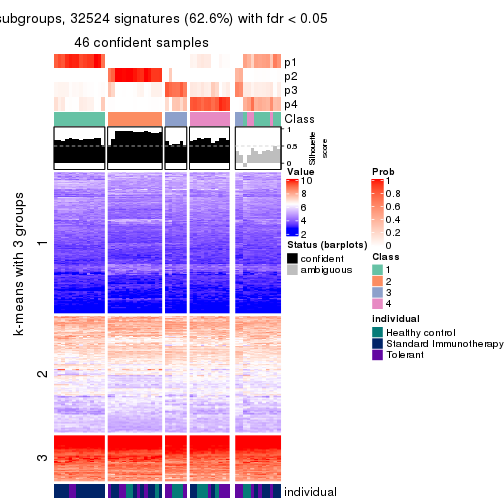 subgroups, 32524 signatures (62.6%) with fdr < 0.05
46 confident samples
p1
p2
p3
p4
Class
1
0.5
0
Silhouette
score
k-means with 3 groups
1
2
3
individual
Value
10
8
6
4
2
Status (barplots)
confident
ambiguous
Prob
1
0.8
0.6
0.4
0.2
0
Class
1
2
3
4
individual
Healthy control
Standard Immunotherapy
Tolerant